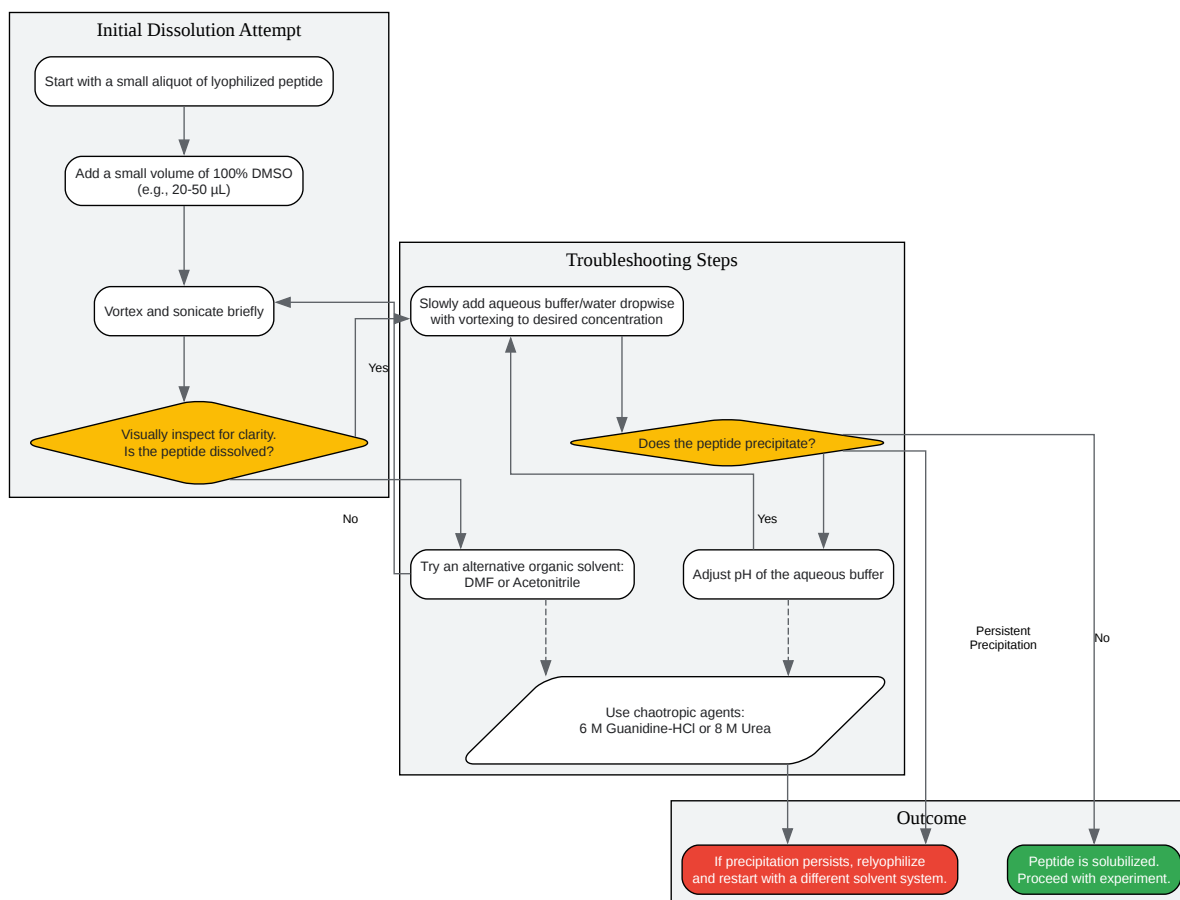 Initial Dissolution Attempt
Start with a small aliquot of lyophilized peptide
Add a small volume of 100% DMSO
(e.g., 20-50 µL)
Vortex and sonicate briefly
Visually inspect for clarity.
Is the peptide dissolved?
Yes
No
Troubleshooting Steps
Slowly add aqueous buffer/water dropwise
with vortexing to desired concentration
Does the peptide precipitate?
Yes
Try an alternative organic solvent:
DMF or Acetonitrile
Adjust pH of the aqueous buffer
Persistent
Precipitation
No
Use chaotropic agents:
6 M Guanidine-HCl or 8 M Urea
Outcome
If precipitation persists, relyophilize
and restart with a different solvent system.
Peptide is solubilized.
Proceed with experiment.